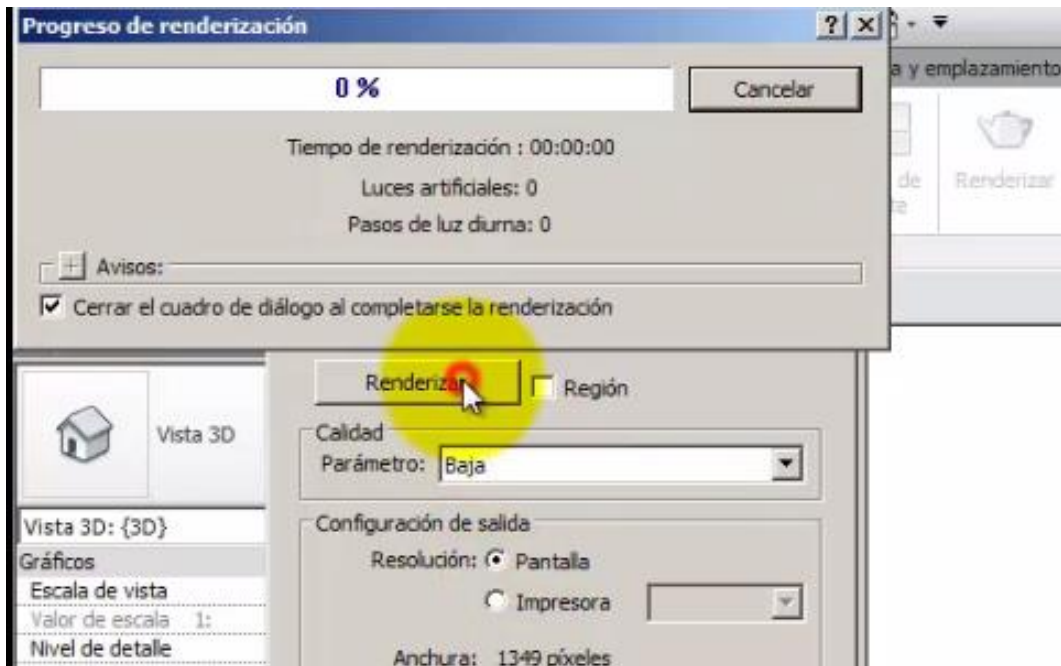 Progreso de renderización
a y emplazamiento
0 %
Cancelar
Tiempo de renderización : 00:00:00
Luces artificiales: 0
Pasos de luz diurna: 0
de
Renderizar
+ Avisos:
Cerrar el cuadro de diálogo al completarse la renderización
Renderizar
Región
Vista 3D
Calidad
Parámetro: Baja
Vista 3D: {3D}
Gráficos
Escala de vista
Valor de escala 1:
Nivel de detalle
Configuración de salida
Resolución: Pantalla
Impresora
Anchura: 1349 píxeles